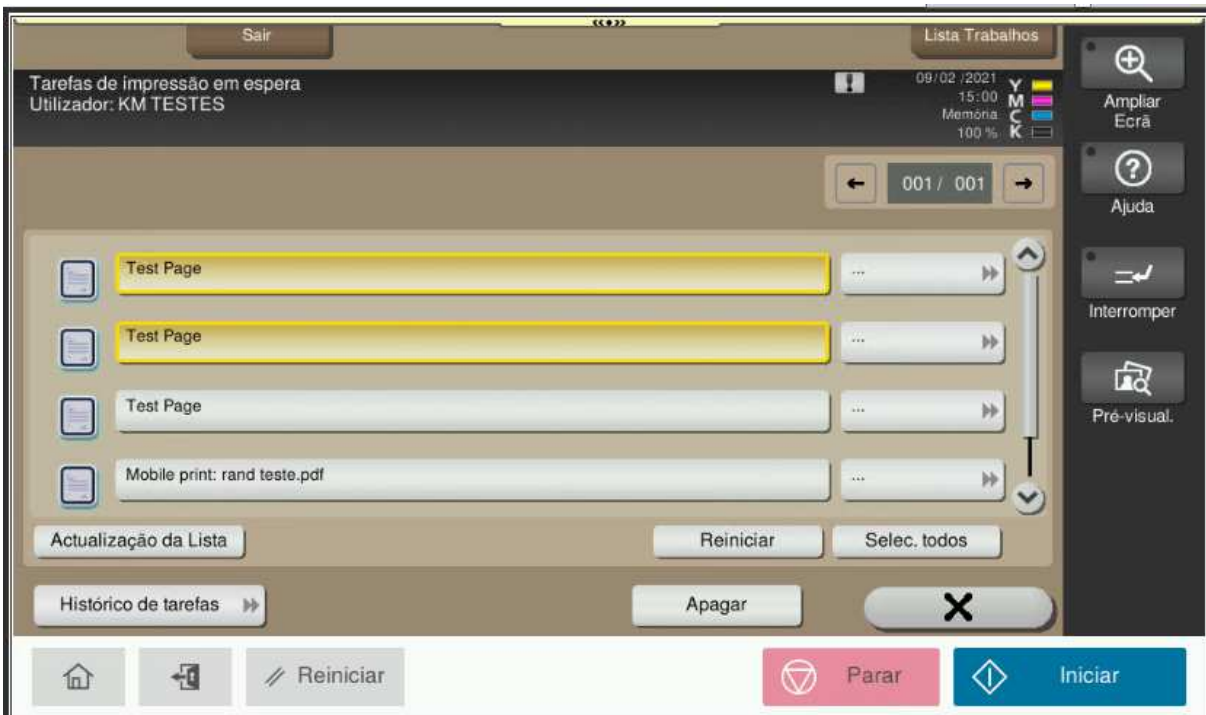 Sair
Lista Trabalhos
Tarefas de impressão em espera
Utilizador: KM TESTES
09/02 /2021
15:00
Memória
100 %
Y
M
C
K
Ampliar
Ecrã
001 / 001
Ajuda
Test Page
...
Test Page
...
Interromper
Test Page
...
Pré-visual.
Mobile print: rand teste.pdf
...
Actualização da Lista
Reiniciar
Selec. todos
Histórico de tarefas
Apagar
Reiniciar
Parar
Iniciar